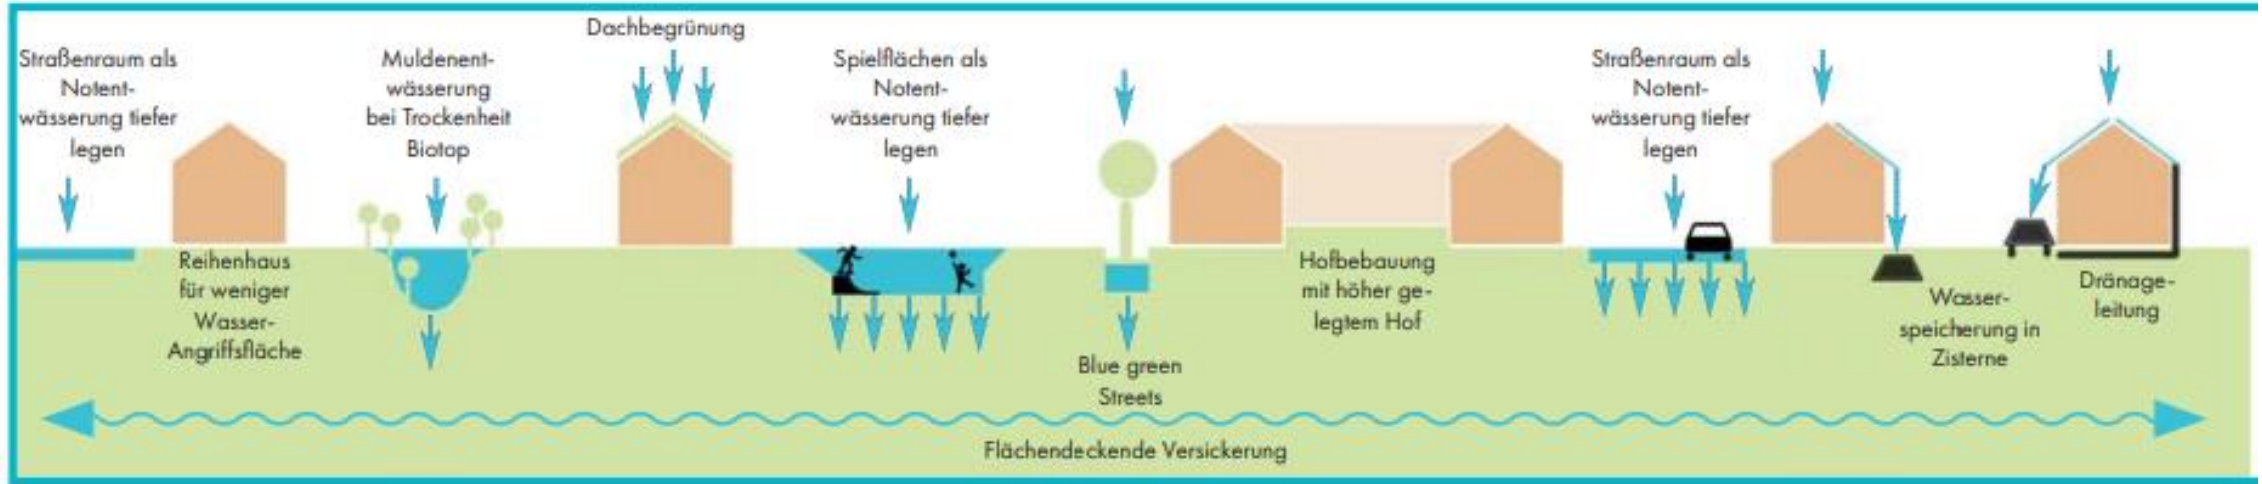 Straßenraum als
Notent-
wässerung tiefer
legen
Reihenhaus
für weniger
Wasser-
Angriffsfläche
Muldenent-
wässerung
bei Trockenheit
Biotop
Dachbegrünung
Spielflächen als
Notent-
wässerung tiefer
legen
Blue green
Streets
Hofbebauung
mit höher ge-
legtem Hof
Straßenraum als
Notent-
wässerung tiefer
legen
Wasser-
speicherung in
Zisterne
Dränage-
leitung
Flächendeckende Versickerung